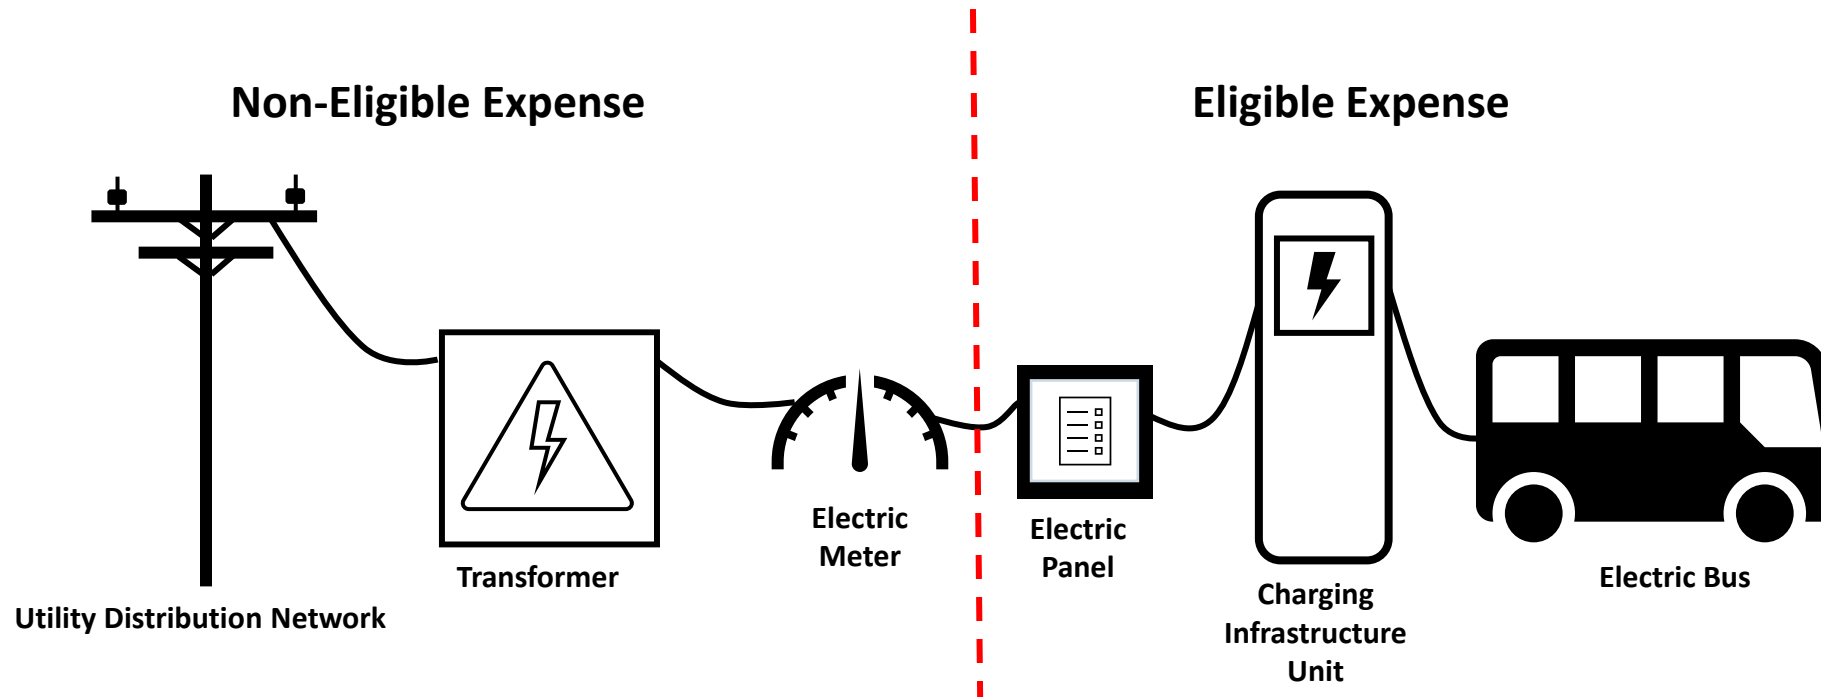 Non-Eligible Expense
Eligible Expense
Utility Distribution Network
Transformer
Electric
Meter
Electric
Panel
Charging
Infrastructure
Unit
Electric Bus